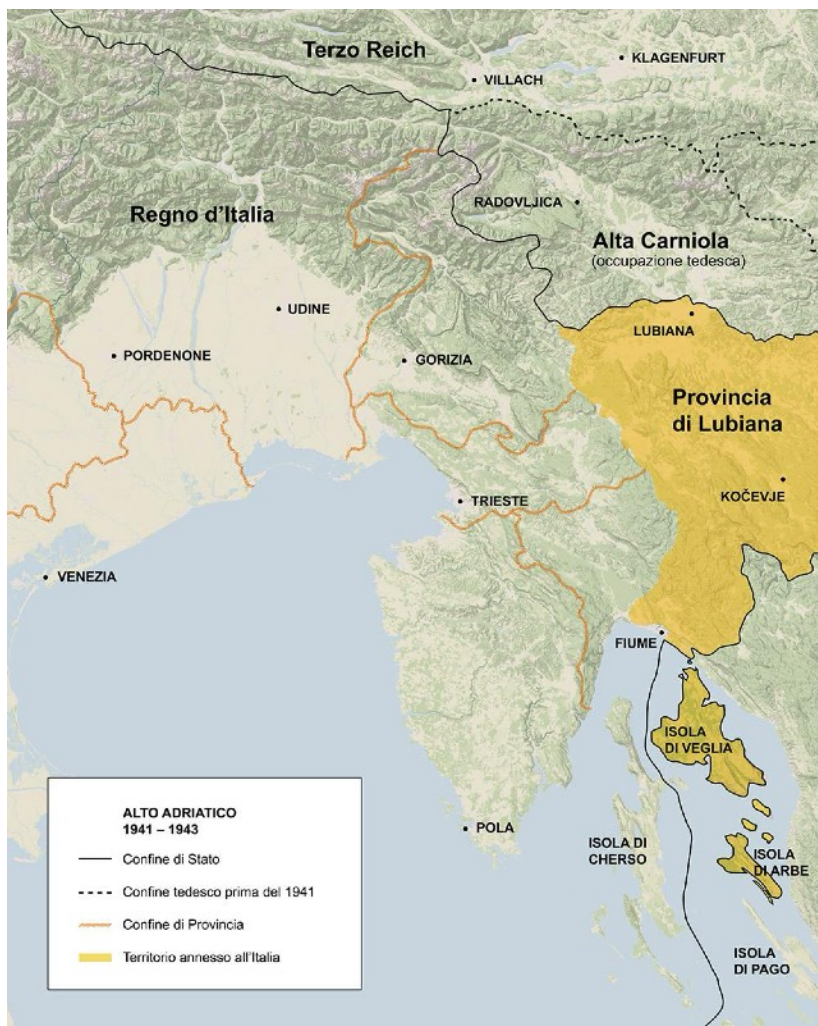 Terzo Reich
KLAGENFURT
VILLACH
RADOVLJICA
Regno d'Italia
Alta Carniola
(occupazione tedesca)
UDINE
LUBIANA
PORDENONE
GORIZIA
Provincia
di Lubiana
KOČEVJE
TRIESTE
VENEZIA
FIUME
ISOLA
DI VEGLIA
POLA
ISOLA DI
CHERSO
ISOLA
DI ARBE
ISOLA
DI PAGO
ALTO ADRIATICO
1941 – 1943
Confine di Stato
Confine tedesco prima del 1941
Confine di Provincia
Territorio annesso all'Italia